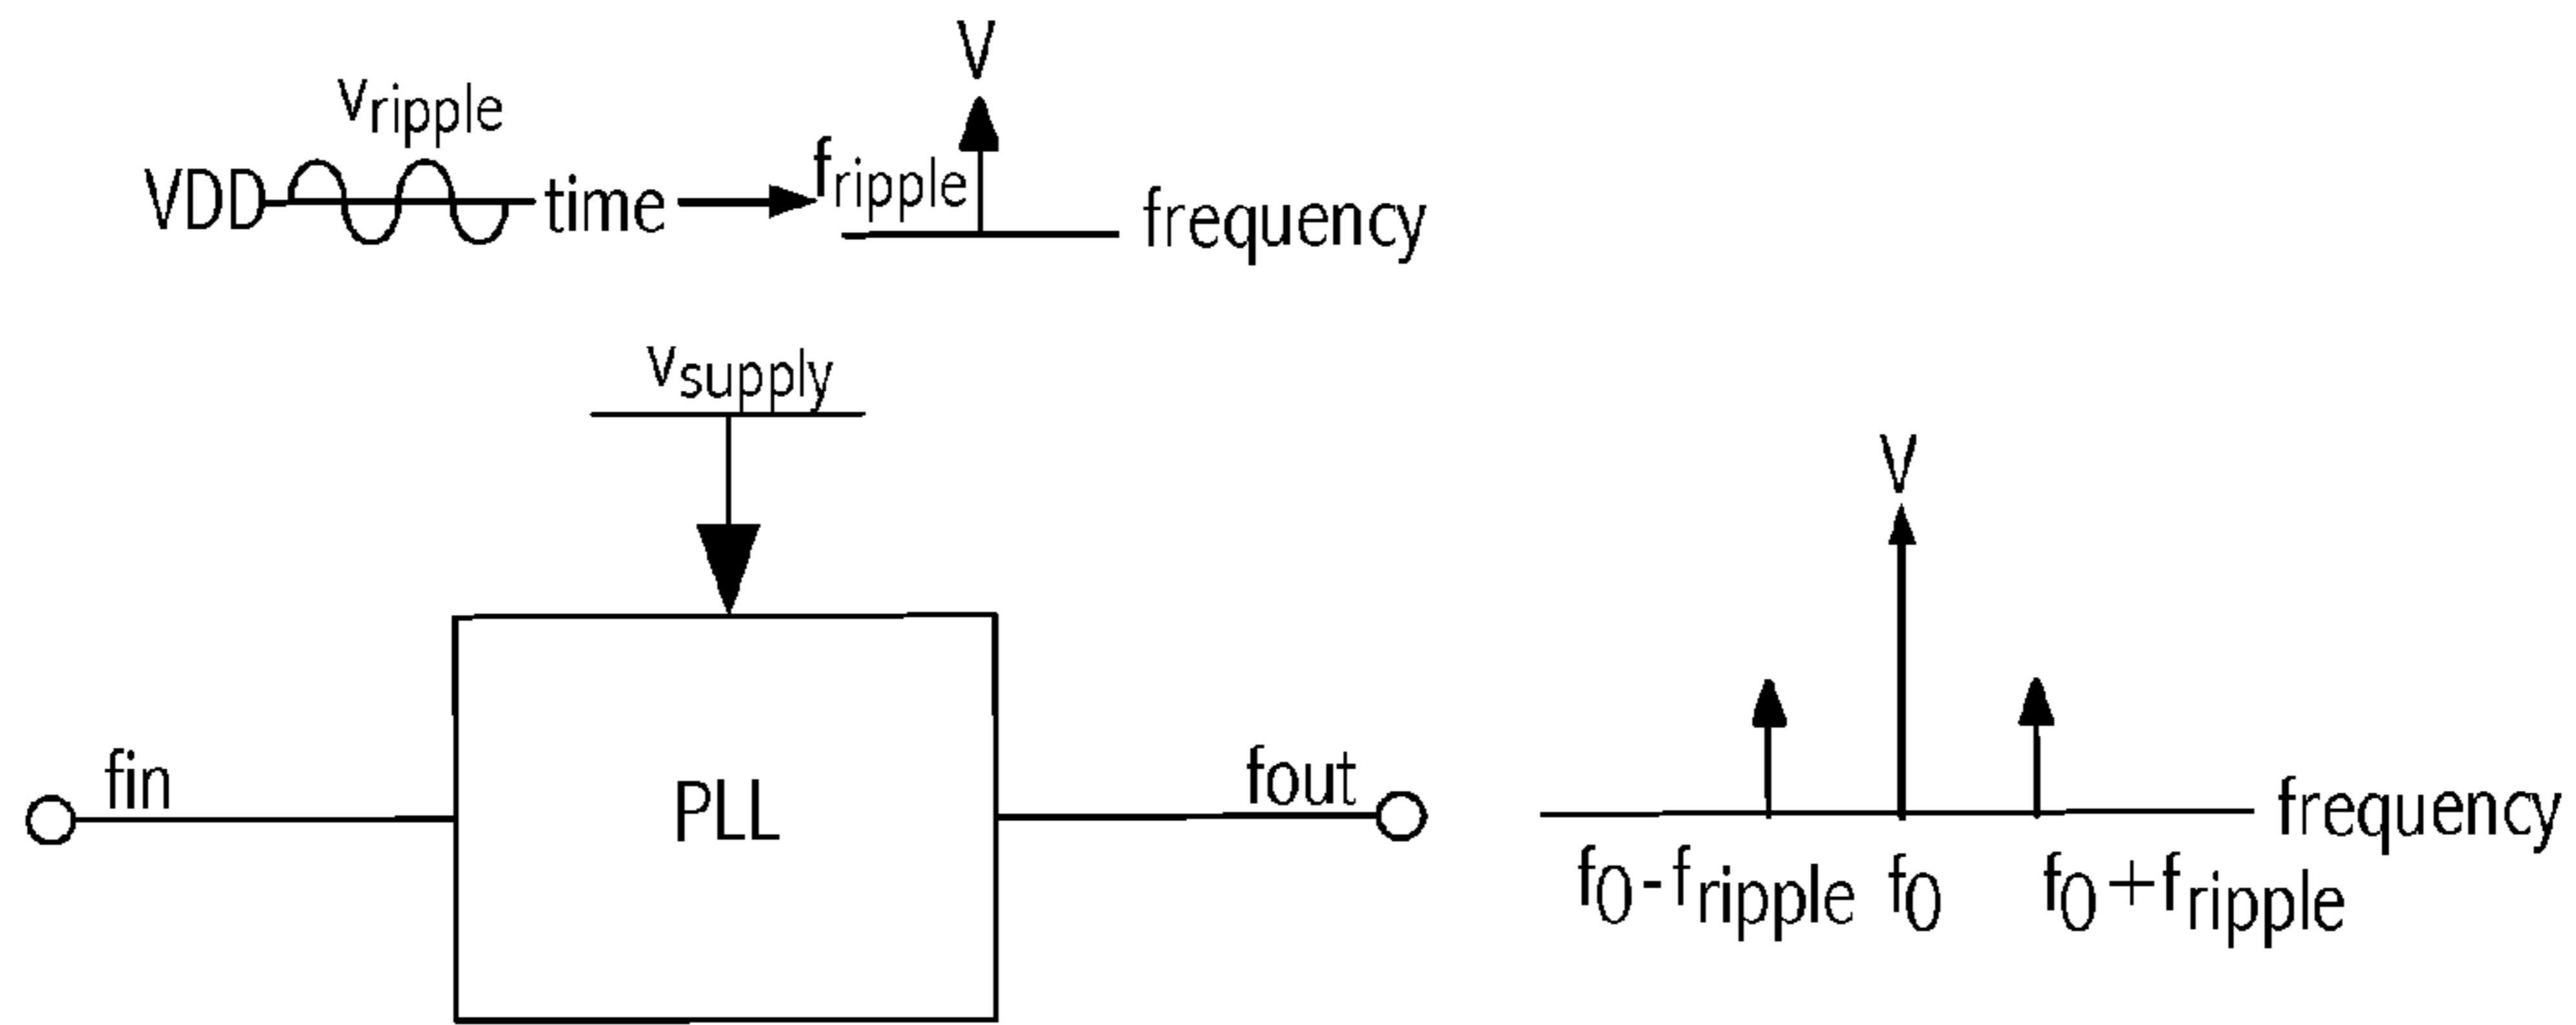 V
vripple
VDD time fripple frequency
vsupply
V
fin PLL fout
frequency
f0-fripple f0 f0+fripple